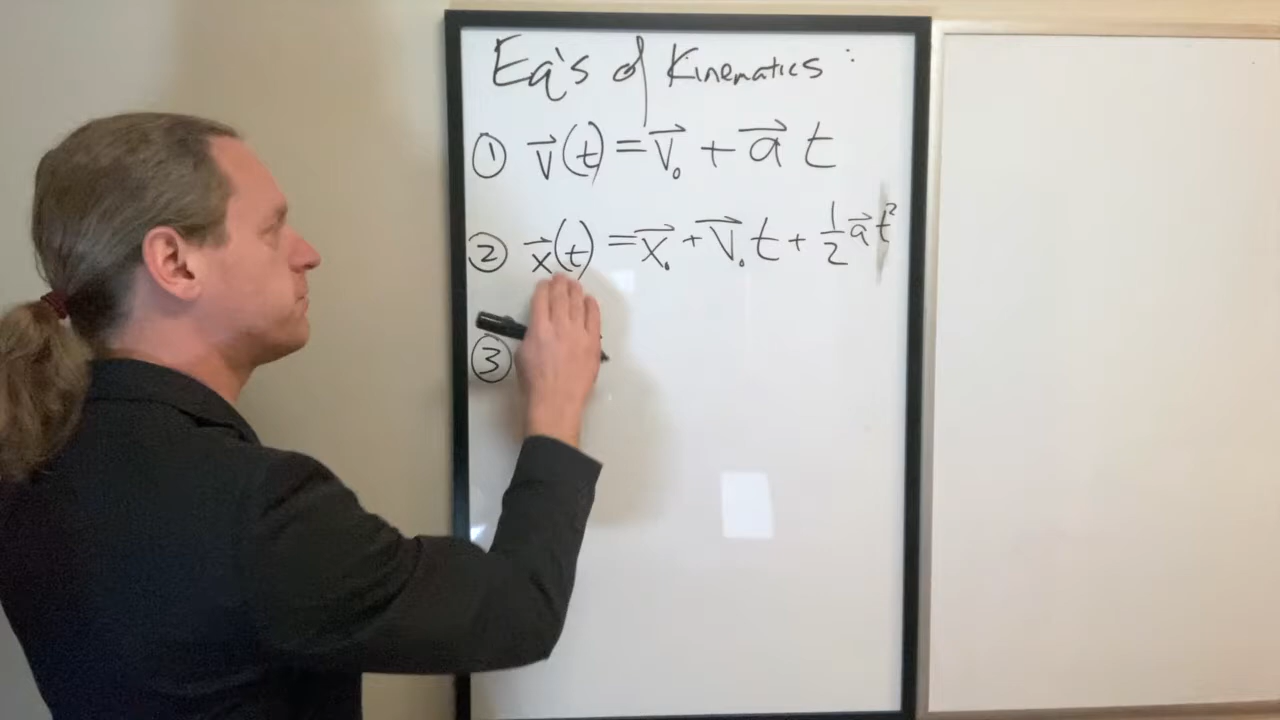 Eq's of Kinematics :
① v⃗(t) = v⃗₀ + a⃗ t
② x⃗(t) = x⃗₀ + v⃗₀ t + ½ a⃗ t²
③